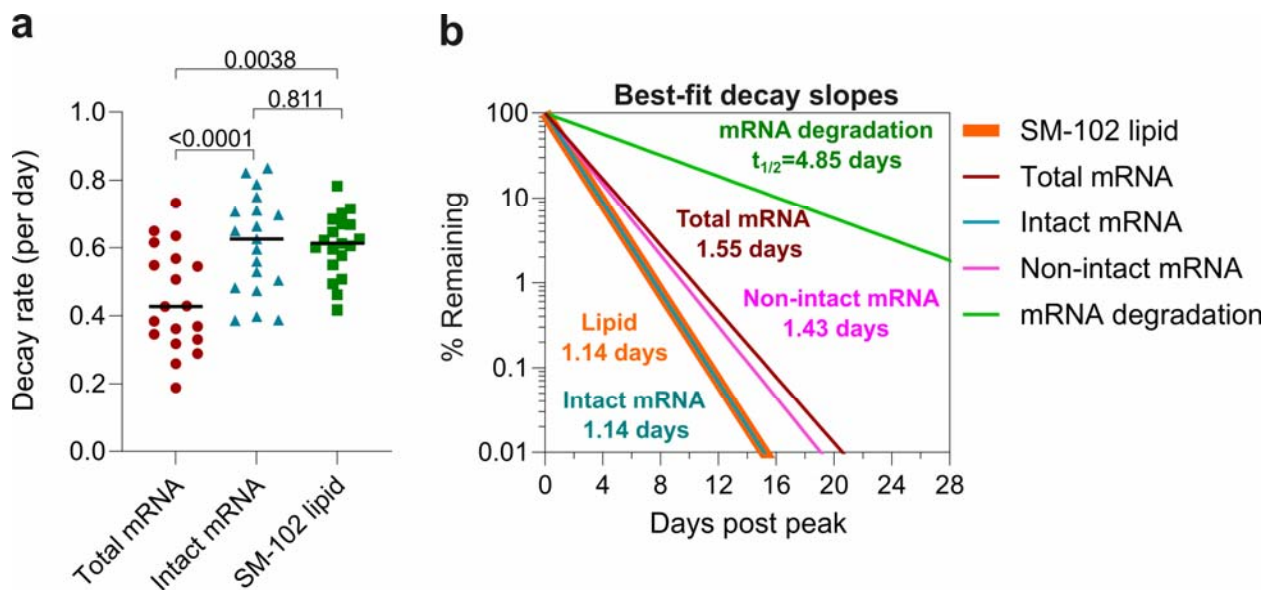 a
0.0038
0.811
<0.0001
1.0
0.8
0.6
0.4
0.2
0.0
Decay rate (per day)
Total mRNA
Intact mRNA
SM-102 lipid
b
Best-fit decay slopes
100
10
1
0.1
0.01
% Remaining
mRNA degradation
t1/2=4.85 days
Total mRNA
1.55 days
Non-intact mRNA
1.43 days
Lipid
1.14 days
Intact mRNA
1.14 days
0 4 8 12 16 20 24 28
Days post peak
SM-102 lipid
Total mRNA
Intact mRNA
Non-intact mRNA
mRNA degradation